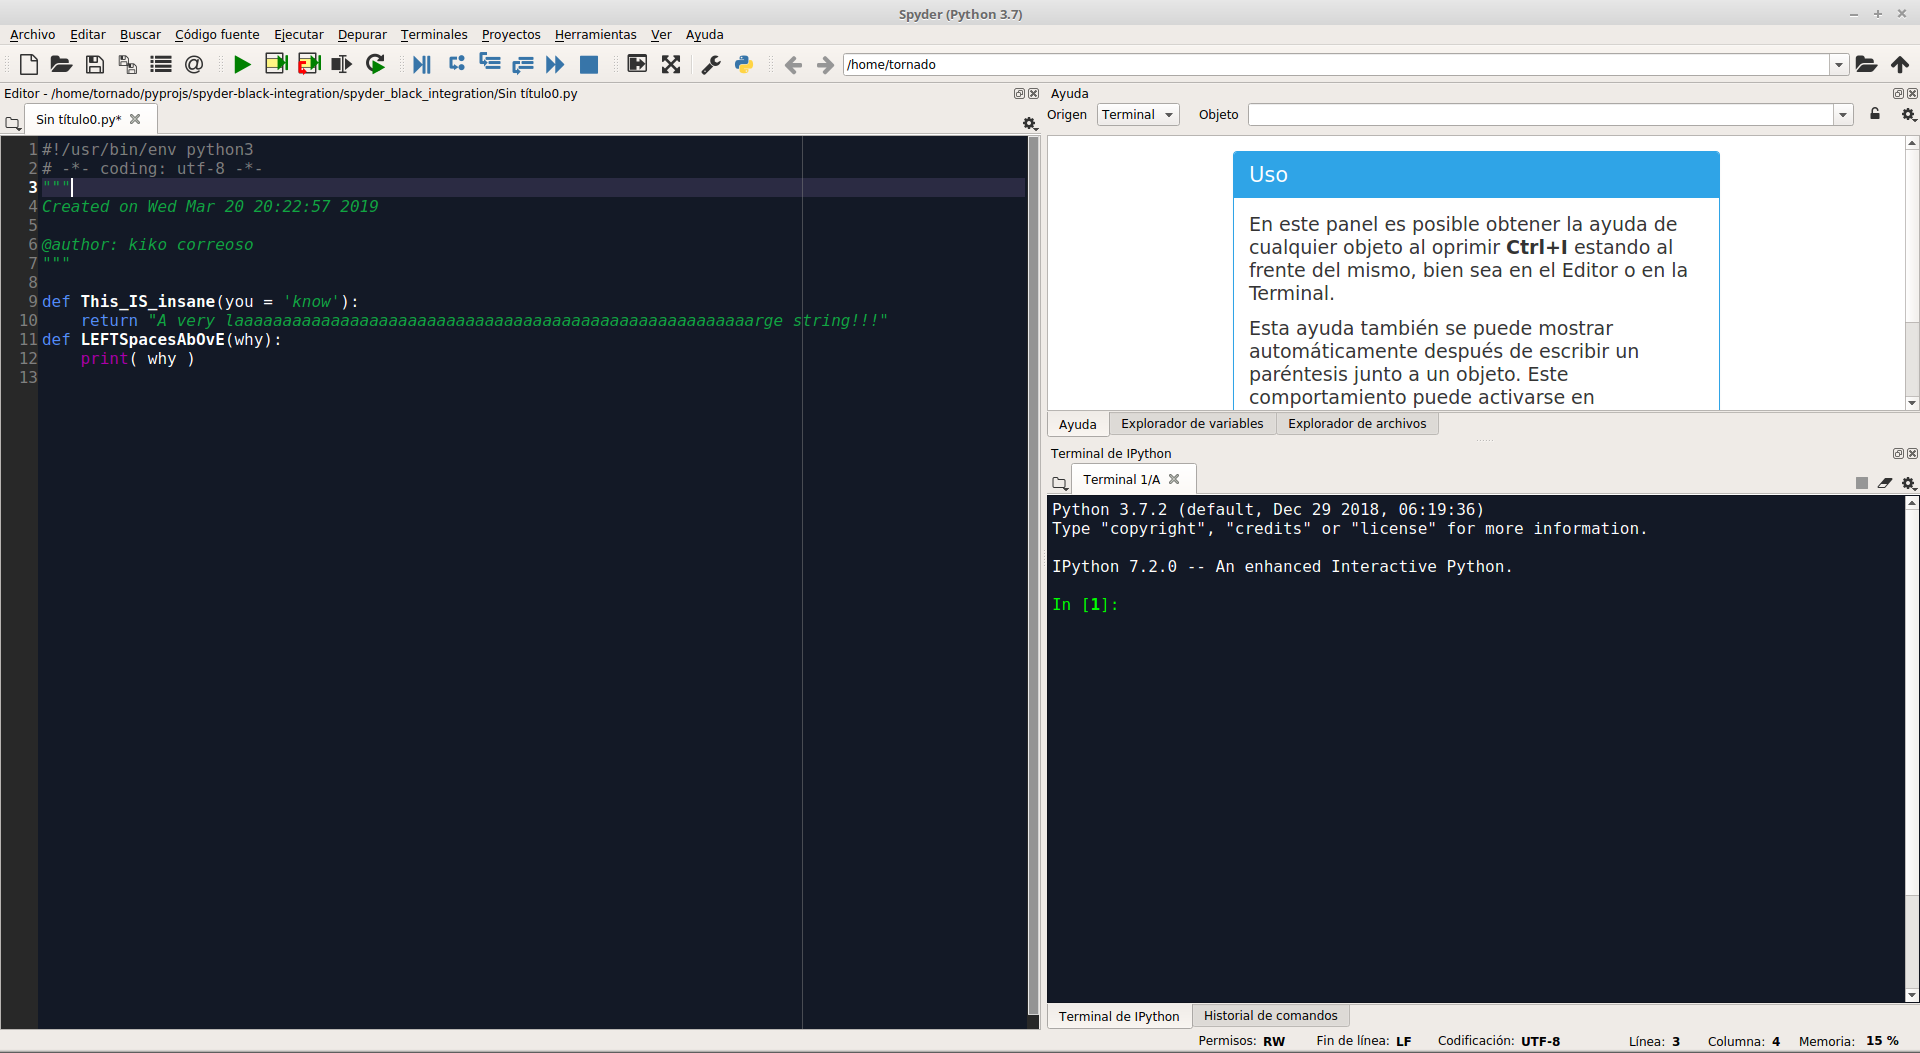 Spyder (Python 3.7)
Archivo Editar Buscar Código fuente Ejecutar Depurar Terminales Proyectos Herramientas Ver Ayuda
/home/tornado
Editor - /home/tornado/pyprojs/spyder-black-integration/spyder_black_integration/Sin título0.py
Sin título0.py*
1 #!/usr/bin/env python3
2 # -*- coding: utf-8 -*-
3 """
4 Created on Wed Mar 20 20:22:57 2019
5
6 @author: kiko correoso
7 """
8
9 def This_IS_insane(you = 'know'):
10     return "A very laaaaaaaaaaaaaaaaaaaaaaaaaaaaaaaaaaaaaaaaaaaaaaaaaaaaaarge string!!!"
11 def LEFTSpacesAbOvE(why):
12     print( why )
13
Ayuda
Origen Terminal Objeto
Uso
En este panel es posible obtener la ayuda de
cualquier objeto al oprimir Ctrl+I estando al
frente del mismo, bien sea en el Editor o en la
Terminal.
Esta ayuda también se puede mostrar
automáticamente después de escribir un
paréntesis junto a un objeto. Este
comportamiento puede activarse en
Ayuda Explorador de variables Explorador de archivos
Terminal de IPython
Terminal 1/A
Python 3.7.2 (default, Dec 29 2018, 06:19:36)
Type "copyright", "credits" or "license" for more information.
IPython 7.2.0 -- An enhanced Interactive Python.
In [1]:
Terminal de IPython Historial de comandos
Permisos: RW Fin de línea: LF Codificación: UTF-8 Línea: 3 Columna: 4 Memoria: 15 %